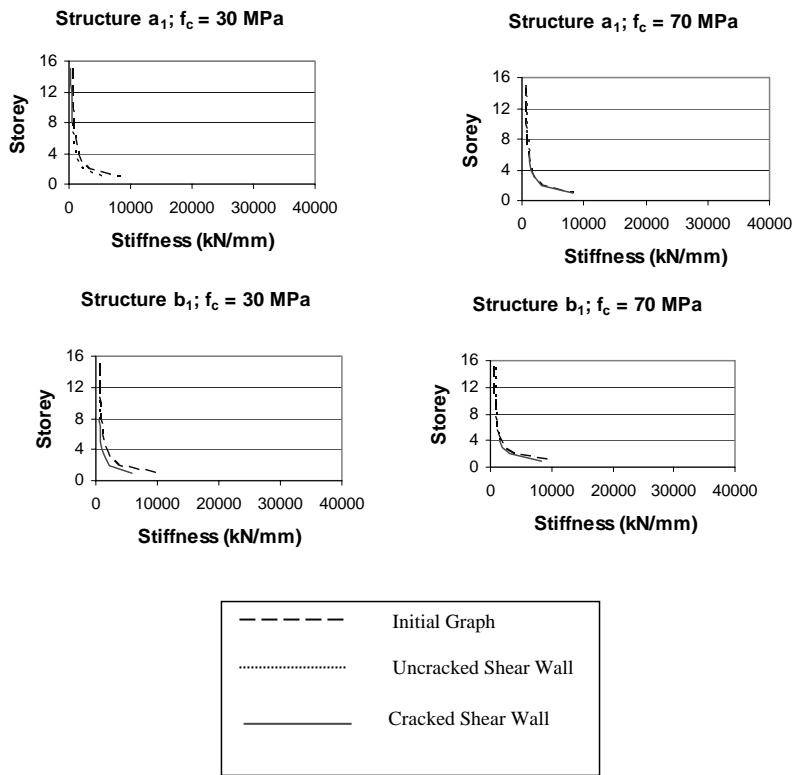 Structure a₁; f_c = 30 MPa
Storey
16
12
8
4
0
0 10000 20000 30000 40000
Stiffness (kN/mm)
Structure a₁; f_c = 70 MPa
Sorey
16
12
8
4
0
0 10000 20000 30000 40000
Stiffness (kN/mm)
Structure b₁; f_c = 30 MPa
Storey
16
12
8
4
0
0 10000 20000 30000 40000
Stiffness (kN/mm)
Structure b₁; f_c = 70 MPa
Storey
16
12
8
4
0
0 10000 20000 30000 40000
Stiffness (kN/mm)
Initial Graph
Uncracked Shear Wall
Cracked Shear Wall